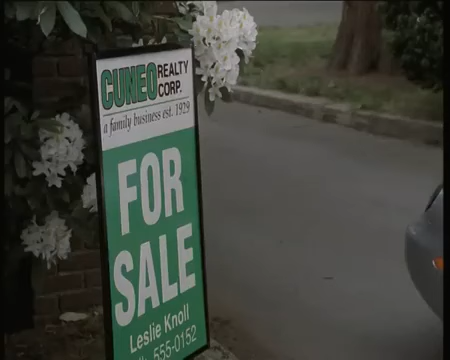 CUNEO REALTY CORP.
a family business est. 1929
FOR
SALE
Leslie Knoll
555-0152